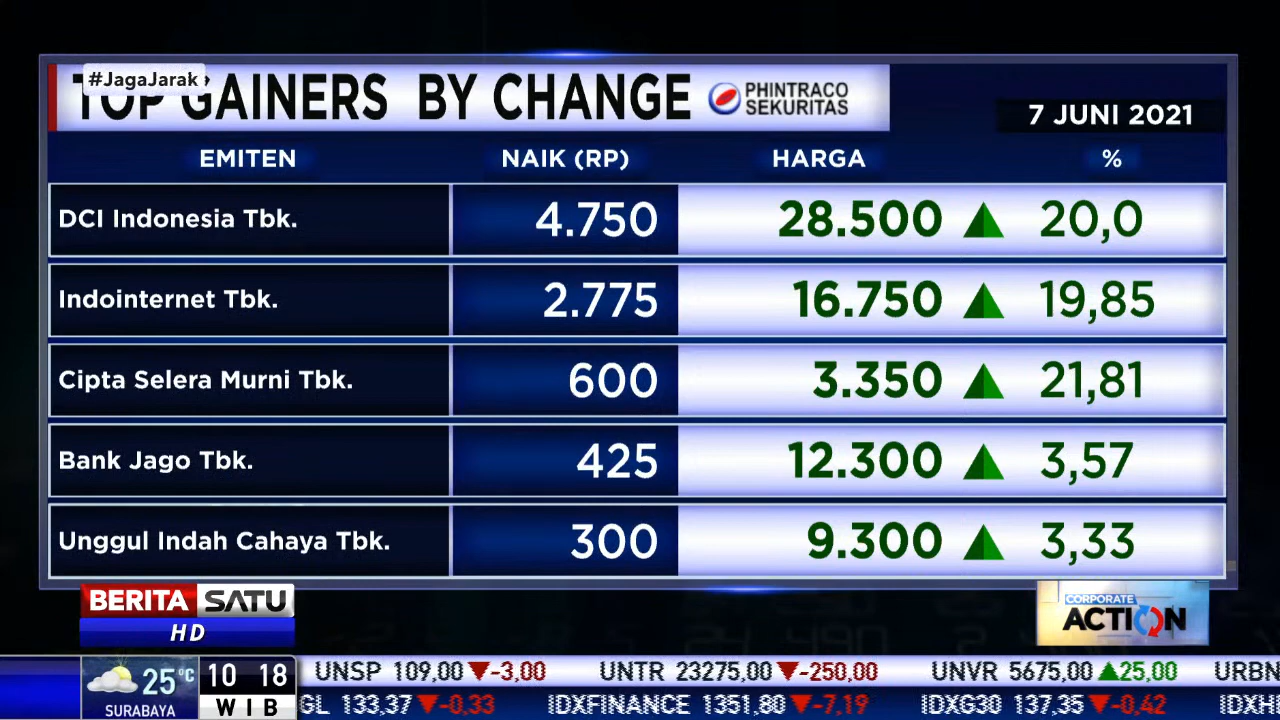 #JagaJarak
TOP GAINERS BY CHANGE
PHINTRACO
SEKURITAS
7 JUNI 2021
EMITEN NAIK (RP) HARGA %
DCI Indonesia Tbk. 4.750 28.500 ▲ 20,0
Indointernet Tbk. 2.775 16.750 ▲ 19,85
Cipta Selera Murni Tbk. 600 3.350 ▲ 21,81
Bank Jago Tbk. 425 12.300 ▲ 3,57
Unggul Indah Cahaya Tbk. 300 9.300 ▲ 3,33
BERITA SATU
HD
CORPORATE
ACTION
25°C
SURABAYA
10 18
WIB
UNSP 109,00 ▼-3,00 UNTR 23275,00 ▼-250,00 UNVR 5675,00 ▲25,00 URBN
GL 133,37 ▼-0,33 IDXFINANCE 1351,80 ▼-7,19 IDXG30 137,35 ▼-0,42 IDXH